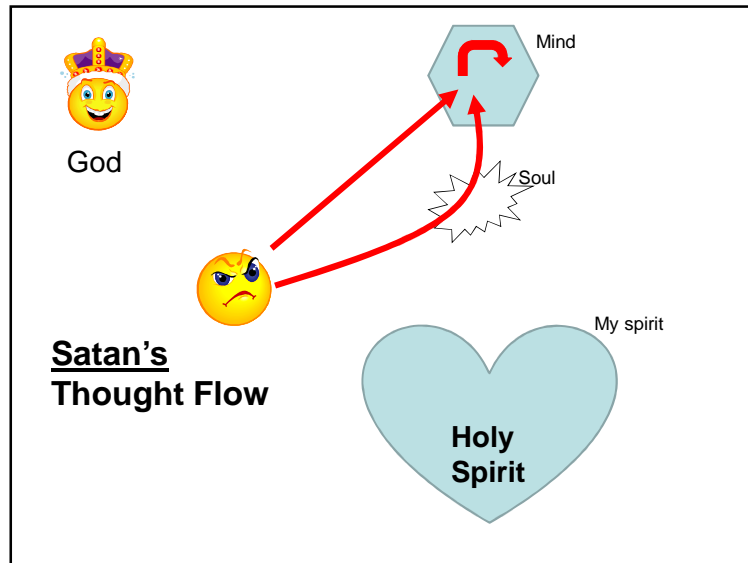 Mind
God
Soul
My spirit
Satan's
Thought Flow
Holy
Spirit